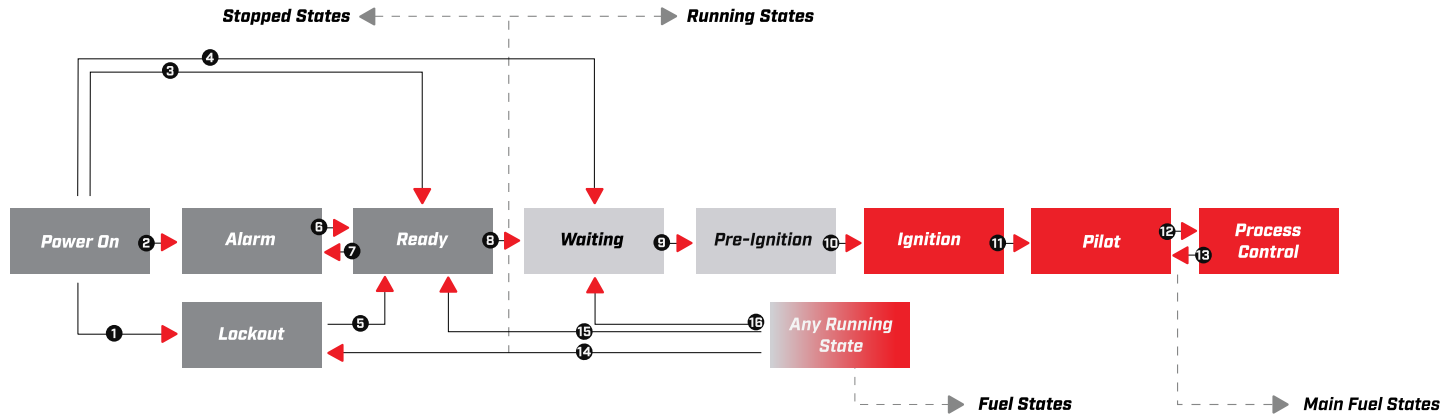 Stopped States
Running States
4
3
Power On
2
Alarm
6
7
Ready
8
Waiting
9
Pre-Ignition
10
Ignition
11
Pilot
12
13
Process
Control
1
Lockout
5
15
14
16
Any Running
State
Fuel States
Main Fuel States